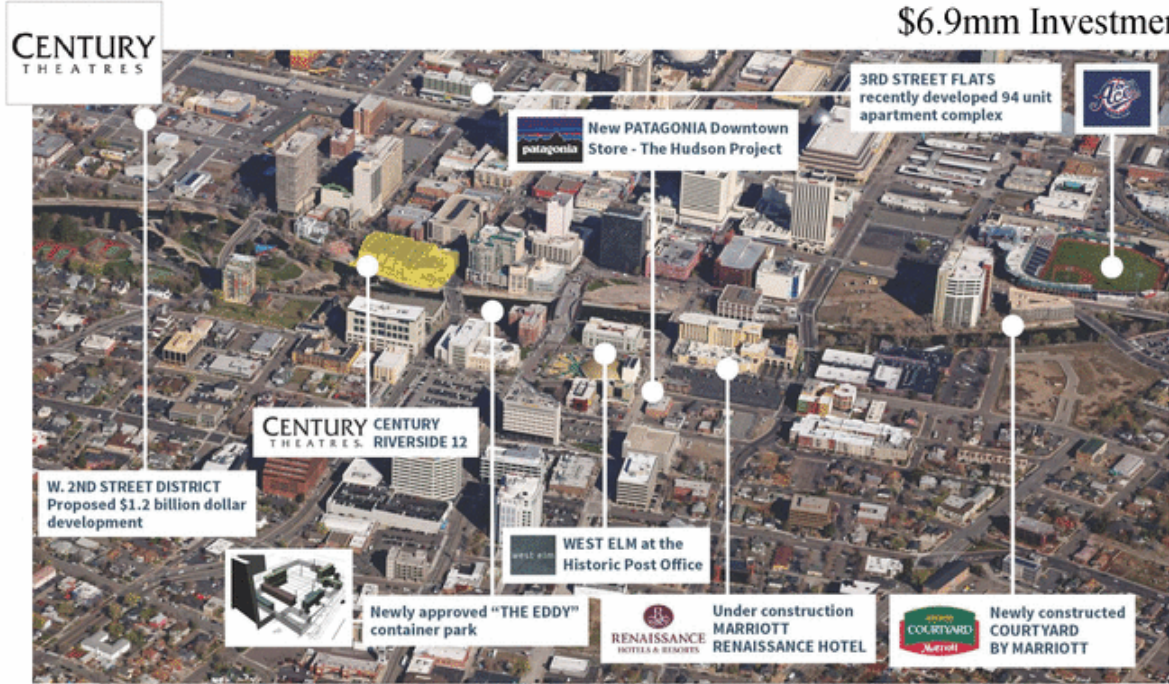 $6.9mm Investmen
CENTURY
THEATRES
3RD STREET FLATS
recently developed 94 unit
apartment complex
Aces
patagonia
New PATAGONIA Downtown
Store - The Hudson Project
CENTURY
THEATRES.
CENTURY
RIVERSIDE 12
W. 2ND STREET DISTRICT
Proposed $1.2 billion dollar
development
west elm
WEST ELM at the
Historic Post Office
Newly approved “THE EDDY”
container park
R
RENAISSANCE
HOTELS & RESORTS
Under construction
MARRIOTT
RENAISSANCE HOTEL
COURTYARD
Marriott
Newly constructed
COURTYARD
BY MARRIOTT